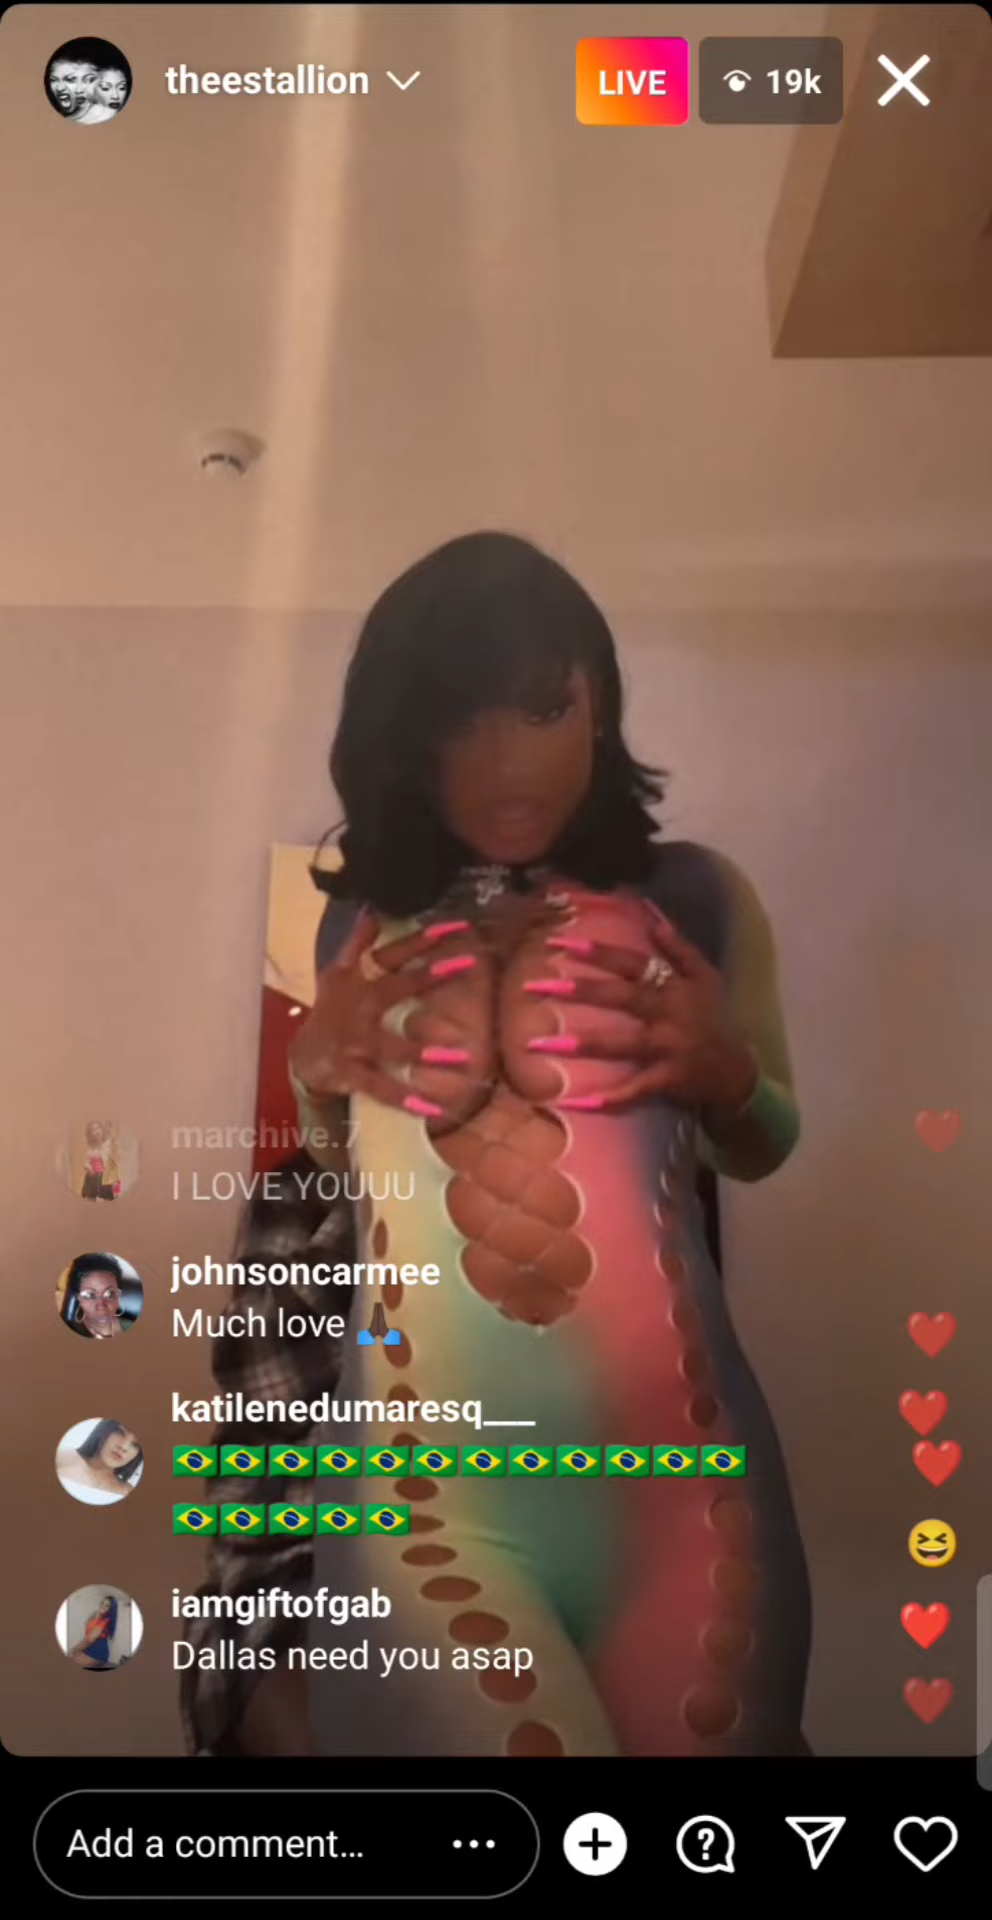 theestallion
LIVE
19k
marchive.7
I LOVE YOUUU
johnsoncarmee
Much love 🙏🏿
katilenedumaresq___
🇧🇷🇧🇷🇧🇷🇧🇷🇧🇷🇧🇷🇧🇷🇧🇷🇧🇷🇧🇷🇧🇷🇧🇷
🇧🇷🇧🇷🇧🇷🇧🇷🇧🇷
iamgiftofgab
Dallas need you asap
Add a comment...